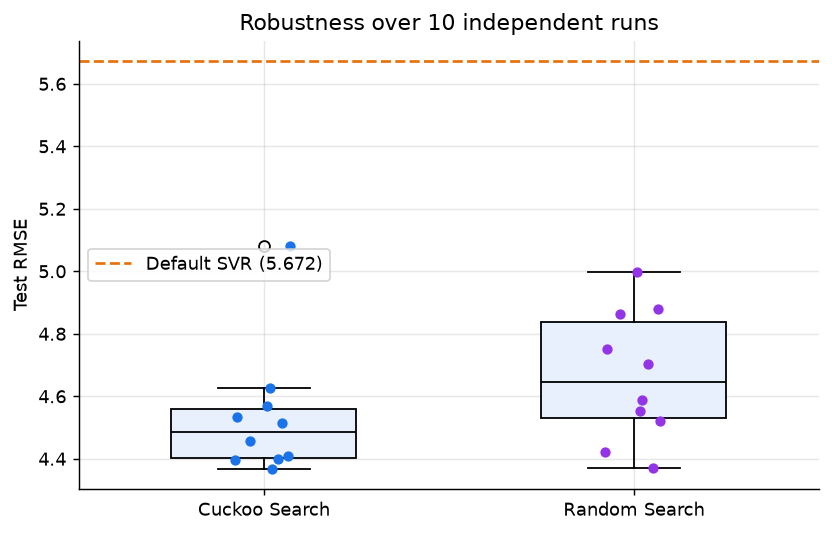 Robustness over 10 independent runs
Test RMSE
5.6
5.4
5.2
5.0
4.8
4.6
4.4
Default SVR (5.672)
Cuckoo Search
Random Search